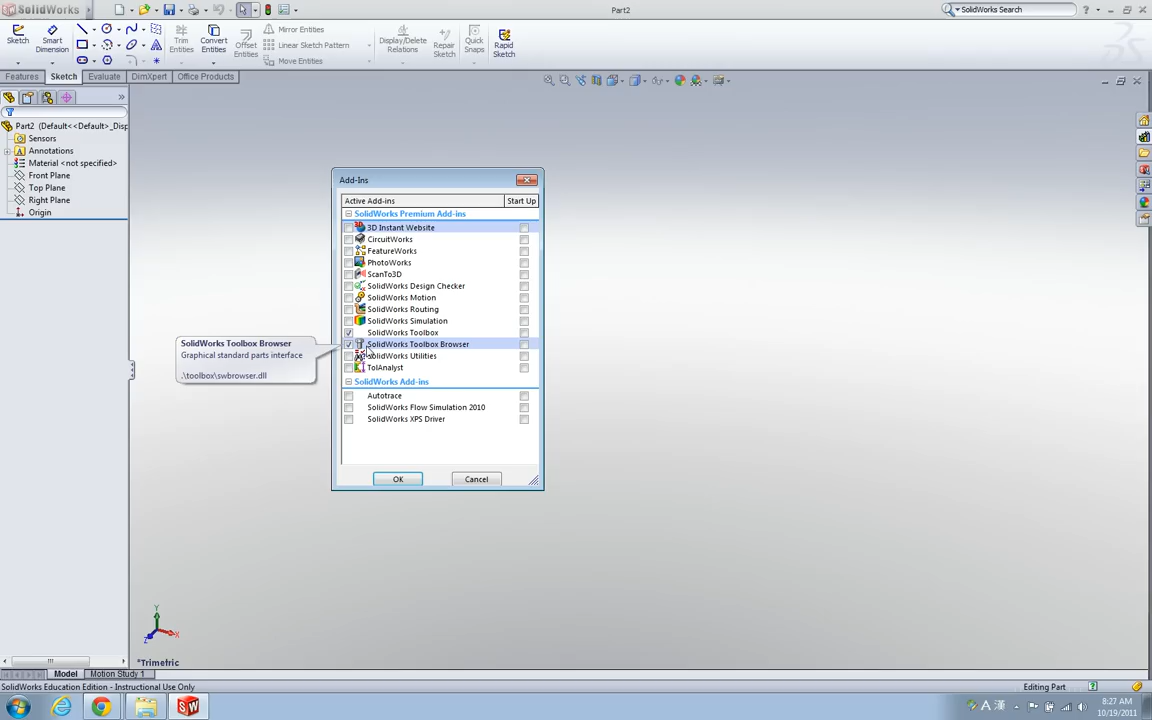 SolidWorks
Part2
SolidWorks Search
Sketch
Smart Dimension
Trim Entities
Convert Entities
Offset Entities
Mirror Entities
Linear Sketch Pattern
Move Entities
Display/Delete Relations
Repair Sketch
Quick Snaps
Rapid Sketch
Features
Sketch
Evaluate
DimXpert
Office Products
Part2 (Default<<Default>_Disp
Sensors
Annotations
Material <not specified>
Front Plane
Top Plane
Right Plane
Origin
Add-Ins
Active Add-ins
Start Up
SolidWorks Premium Add-ins
3D Instant Website
CircuitWorks
FeatureWorks
PhotoWorks
ScanTo3D
SolidWorks Design Checker
SolidWorks Motion
SolidWorks Routing
SolidWorks Simulation
SolidWorks Toolbox
SolidWorks Toolbox Browser
SolidWorks Utilities
TolAnalyst
SolidWorks Add-ins
Autotrace
SolidWorks Flow Simulation 2010
SolidWorks XPS Driver
OK
Cancel
SolidWorks Toolbox Browser
Graphical standard parts interface
.\toolbox\swbrowser.dll
Y
X
Z
*Trimetric
Model
Motion Study 1
SolidWorks Education Edition - Instructional Use Only
Editing Part
A 漢
8:27 AM
10/19/2011